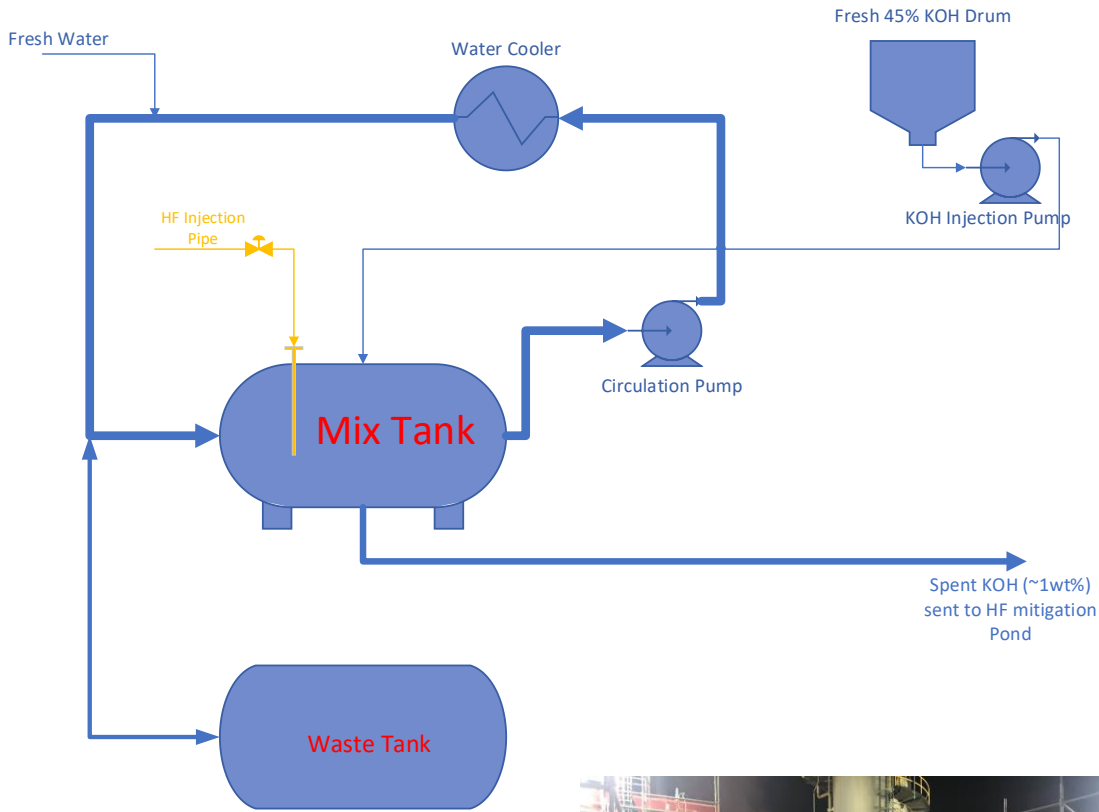 Fresh 45% KOH Drum
Fresh Water
Water Cooler
HF Injection
Pipe
KOH Injection Pump
Circulation Pump
Mix Tank
Spent KOH (~1wt%)
sent to HF mitigation
Pond
Waste Tank